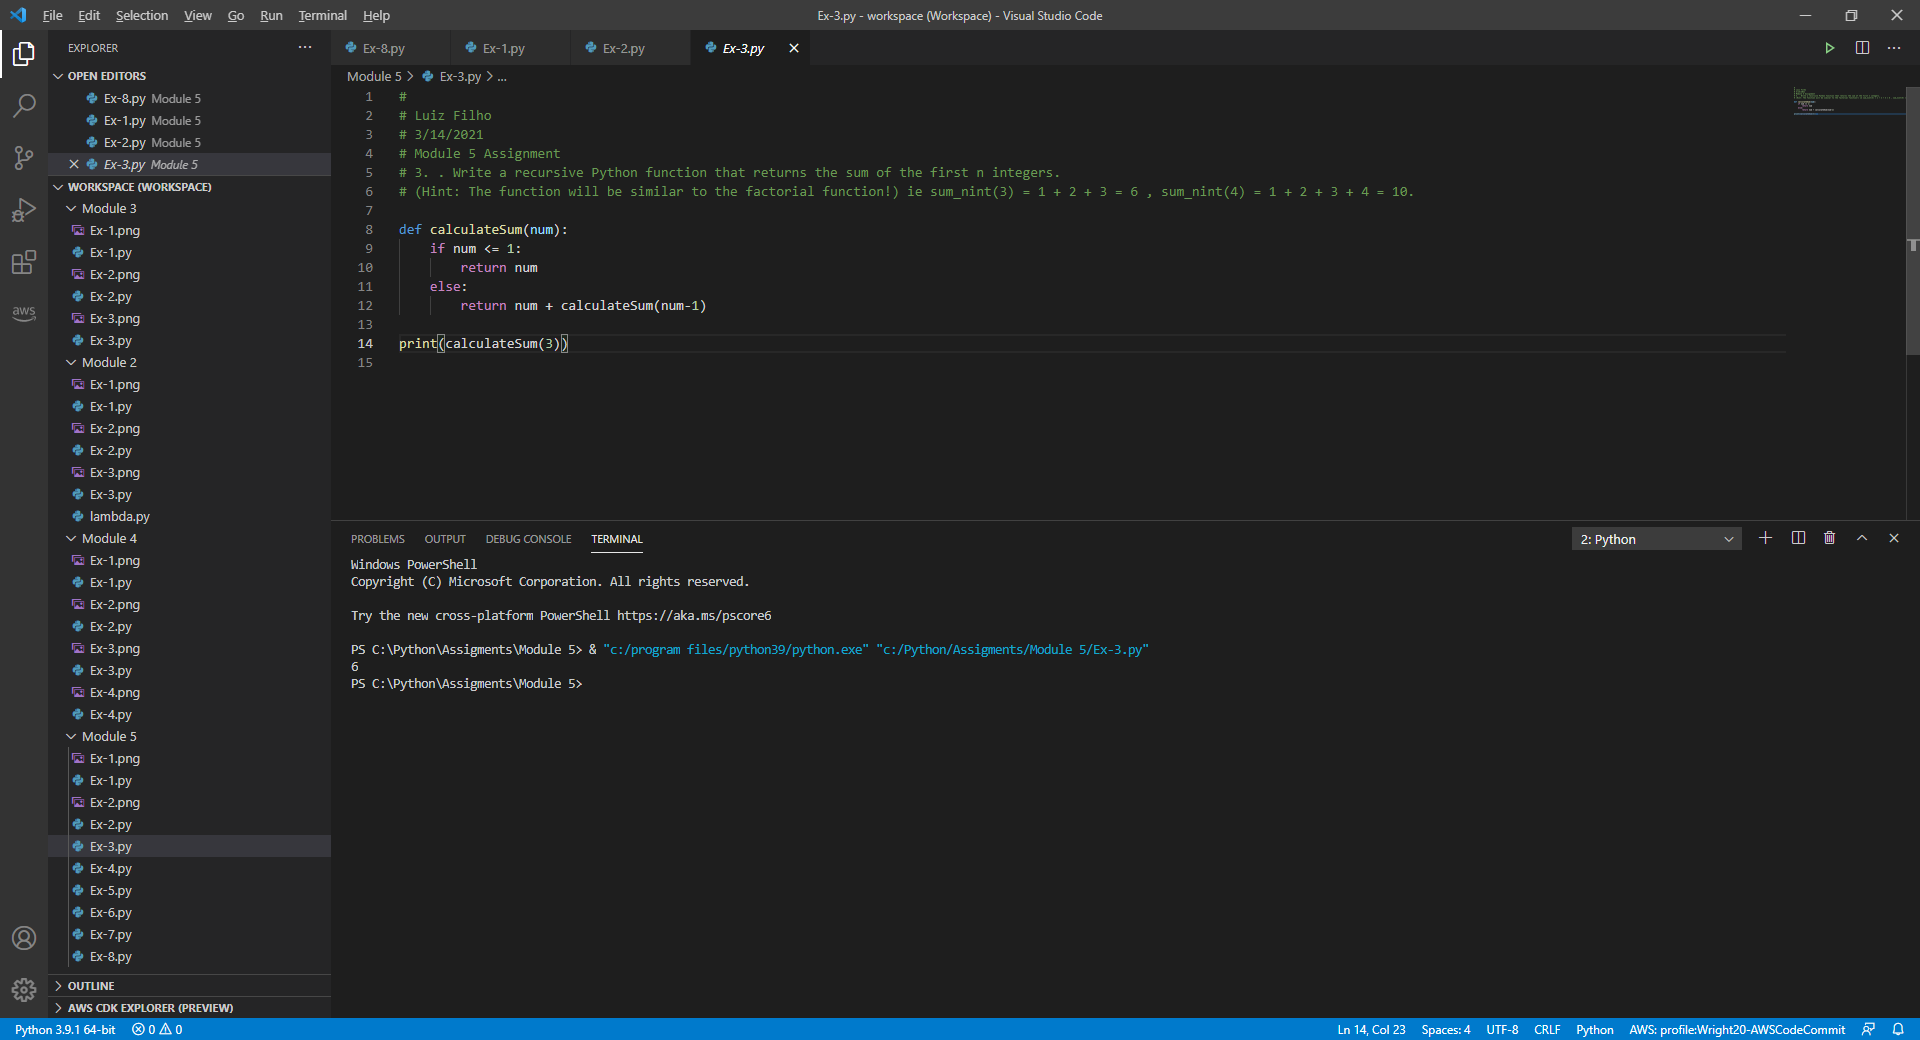 File Edit Selection View Go Run Terminal Help
Ex-3.py - workspace (Workspace) - Visual Studio Code
EXPLORER
OPEN EDITORS
Ex-8.py Module 5
Ex-1.py Module 5
Ex-2.py Module 5
Ex-3.py Module 5
WORKSPACE (WORKSPACE)
Module 3
Ex-1.png
Ex-1.py
Ex-2.png
Ex-2.py
Ex-3.png
Ex-3.py
Module 2
Ex-1.png
Ex-1.py
Ex-2.png
Ex-2.py
Ex-3.png
Ex-3.py
lambda.py
Module 4
Ex-1.png
Ex-1.py
Ex-2.png
Ex-2.py
Ex-3.png
Ex-3.py
Ex-4.png
Ex-4.py
Module 5
Ex-1.png
Ex-1.py
Ex-2.png
Ex-2.py
Ex-3.py
Ex-4.py
Ex-5.py
Ex-6.py
Ex-7.py
Ex-8.py
OUTLINE
AWS CDK EXPLORER (PREVIEW)
aws
Ex-8.py Ex-1.py Ex-2.py Ex-3.py
Module 5 > Ex-3.py > ...
1 #
2 # Luiz Filho
3 # 3/14/2021
4 # Module 5 Assignment
5 # 3. . Write a recursive Python function that returns the sum of the first n integers.
6 # (Hint: The function will be similar to the factorial function!) ie sum_nint(3) = 1 + 2 + 3 = 6 , sum_nint(4) = 1 + 2 + 3 + 4 = 10.
7
8 def calculateSum(num):
9 if num <= 1:
10 return num
11 else:
12 return num + calculateSum(num-1)
13
14 print(calculateSum(3))
15
PROBLEMS OUTPUT DEBUG CONSOLE TERMINAL
2: Python
Windows PowerShell
Copyright (C) Microsoft Corporation. All rights reserved.
Try the new cross-platform PowerShell https://aka.ms/pscore6
PS C:\Python\Assigments\Module 5> & "c:/program files/python39/python.exe" "c:/Python/Assigments/Module 5/Ex-3.py"
6
PS C:\Python\Assigments\Module 5>
Python 3.9.1 64-bit 0 0
Ln 14, Col 23 Spaces: 4 UTF-8 CRLF Python AWS: profile:Wright20-AWSCodeCommit